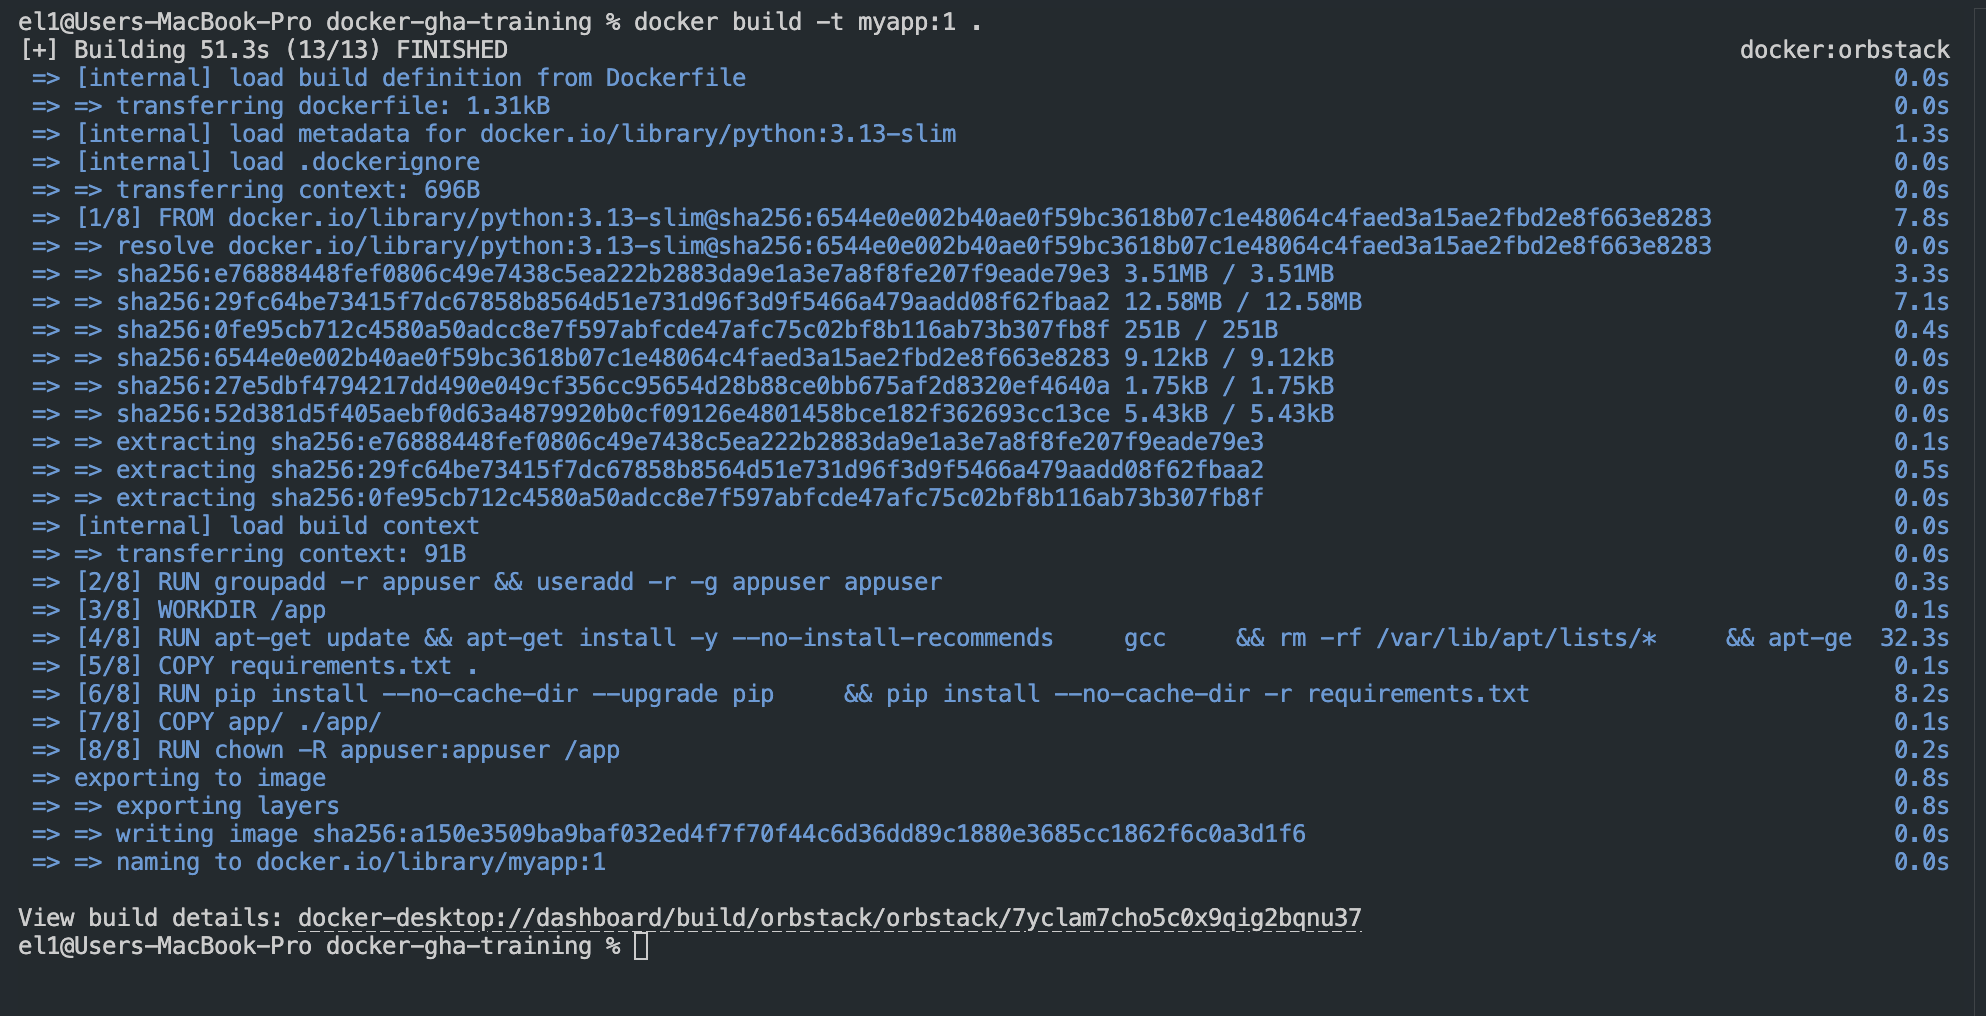 el1@Users-MacBook-Pro docker-gha-training % docker build -t myapp:1 .
[+] Building 51.3s (13/13) FINISHED docker:orbstack
=> [internal] load build definition from Dockerfile 0.0s
=> => transferring dockerfile: 1.31kB 0.0s
=> [internal] load metadata for docker.io/library/python:3.13-slim 1.3s
=> [internal] load .dockerignore 0.0s
=> => transferring context: 696B 0.0s
=> [1/8] FROM docker.io/library/python:3.13-slim@sha256:6544e0e002b40ae0f59bc3618b07c1e48064c4faed3a15ae2fbd2e8f663e8283 7.8s
=> => resolve docker.io/library/python:3.13-slim@sha256:6544e0e002b40ae0f59bc3618b07c1e48064c4faed3a15ae2fbd2e8f663e8283 0.0s
=> => sha256:e76888448fef0806c49e7438c5ea222b2883da9e1a3e7a8f8fe207f9eade79e3 3.51MB / 3.51MB 3.3s
=> => sha256:29fc64be73415f7dc67858b8564d51e731d96f3d9f5466a479aadd08f62fbaa2 12.58MB / 12.58MB 7.1s
=> => sha256:0fe95cb712c4580a50adcc8e7f597abfcde47afc75c02bf8b116ab73b307fb8f 251B / 251B 0.4s
=> => sha256:6544e0e002b40ae0f59bc3618b07c1e48064c4faed3a15ae2fbd2e8f663e8283 9.12kB / 9.12kB 0.0s
=> => sha256:27e5dbf4794217dd490e049cf356cc95654d28b88ce0bb675af2d8320ef4640a 1.75kB / 1.75kB 0.0s
=> => sha256:52d381d5f405aebf0d63a4879920b0cf09126e4801458bce182f362693cc13ce 5.43kB / 5.43kB 0.0s
=> => extracting sha256:e76888448fef0806c49e7438c5ea222b2883da9e1a3e7a8f8fe207f9eade79e3 0.1s
=> => extracting sha256:29fc64be73415f7dc67858b8564d51e731d96f3d9f5466a479aadd08f62fbaa2 0.5s
=> => extracting sha256:0fe95cb712c4580a50adcc8e7f597abfcde47afc75c02bf8b116ab73b307fb8f 0.0s
=> [internal] load build context 0.0s
=> => transferring context: 91B 0.0s
=> [2/8] RUN groupadd -r appuser && useradd -r -g appuser appuser 0.3s
=> [3/8] WORKDIR /app 0.1s
=> [4/8] RUN apt-get update && apt-get install -y --no-install-recommends     gcc     && rm -rf /var/lib/apt/lists/*     && apt-ge 32.3s
=> [5/8] COPY requirements.txt . 0.1s
=> [6/8] RUN pip install --no-cache-dir --upgrade pip     && pip install --no-cache-dir -r requirements.txt 8.2s
=> [7/8] COPY app/ ./app/ 0.1s
=> [8/8] RUN chown -R appuser:appuser /app 0.2s
=> exporting to image 0.8s
=> => exporting layers 0.8s
=> => writing image sha256:a150e3509ba9baf032ed4f7f70f44c6d36dd89c1880e3685cc1862f6c0a3d1f6 0.0s
=> => naming to docker.io/library/myapp:1 0.0s
View build details: docker-desktop://dashboard/build/orbstack/orbstack/7yclam7cho5c0x9qig2bqnu37
el1@Users-MacBook-Pro docker-gha-training %